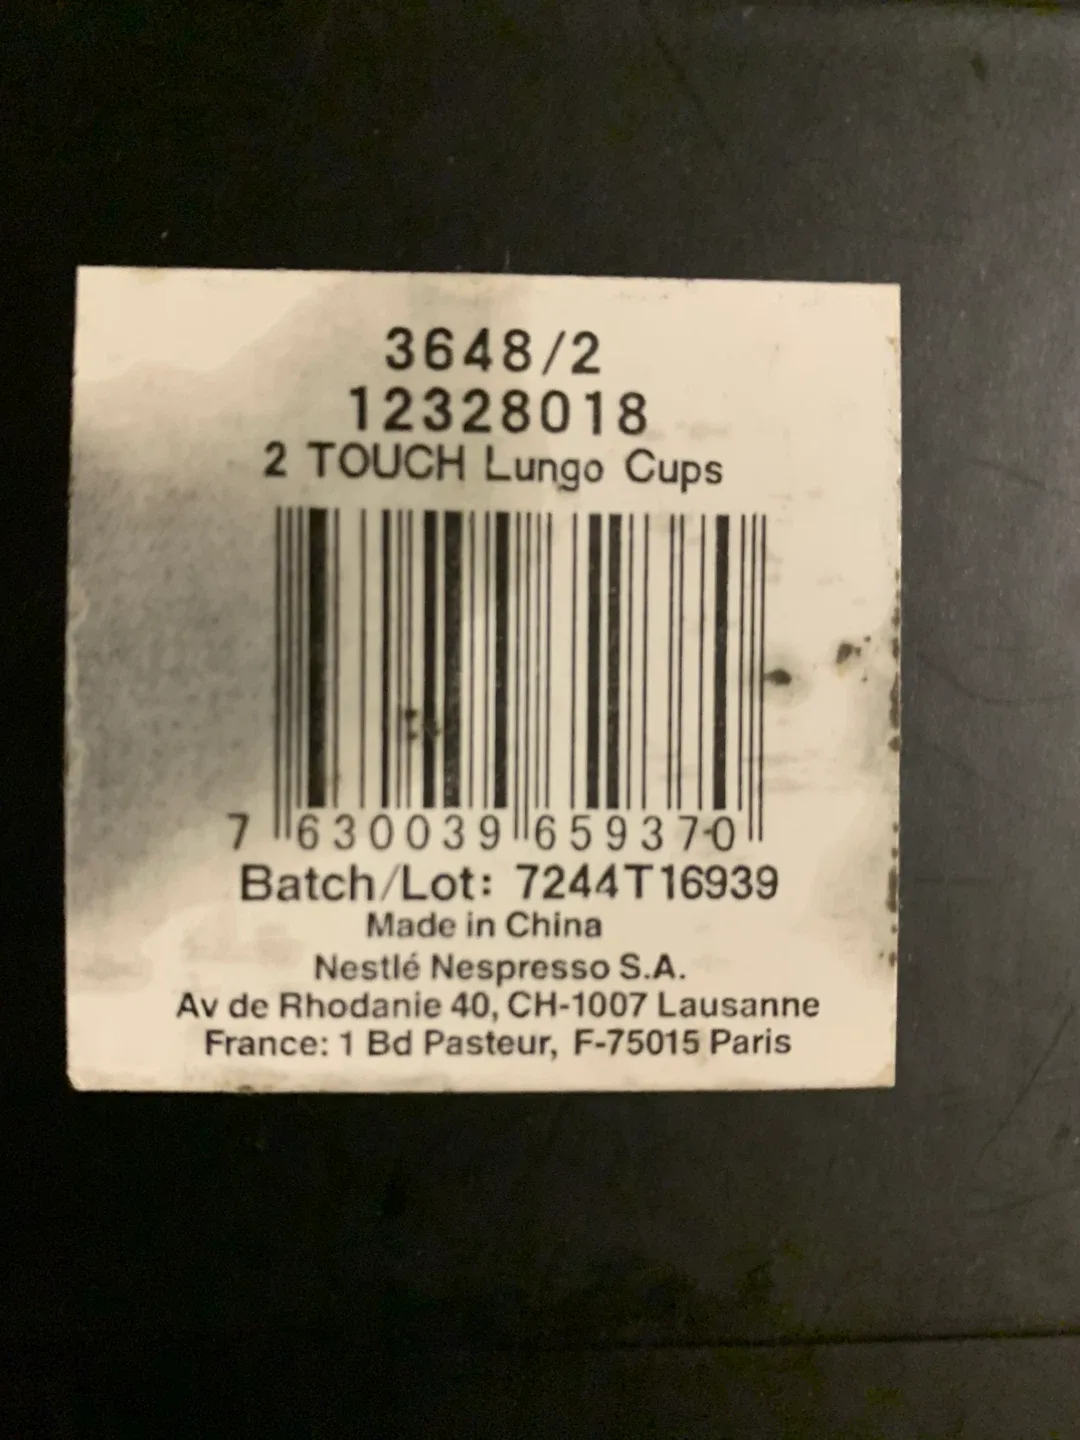 3648/2
12328018
2 TOUCH Lungo Cups
7 630039 659370
Batch/Lot: 7244T16939
Made in China
Nestlé Nespresso S.A.
Av de Rhodanie 40, CH-1007 Lausanne
France: 1 Bd Pasteur, F-75015 Paris